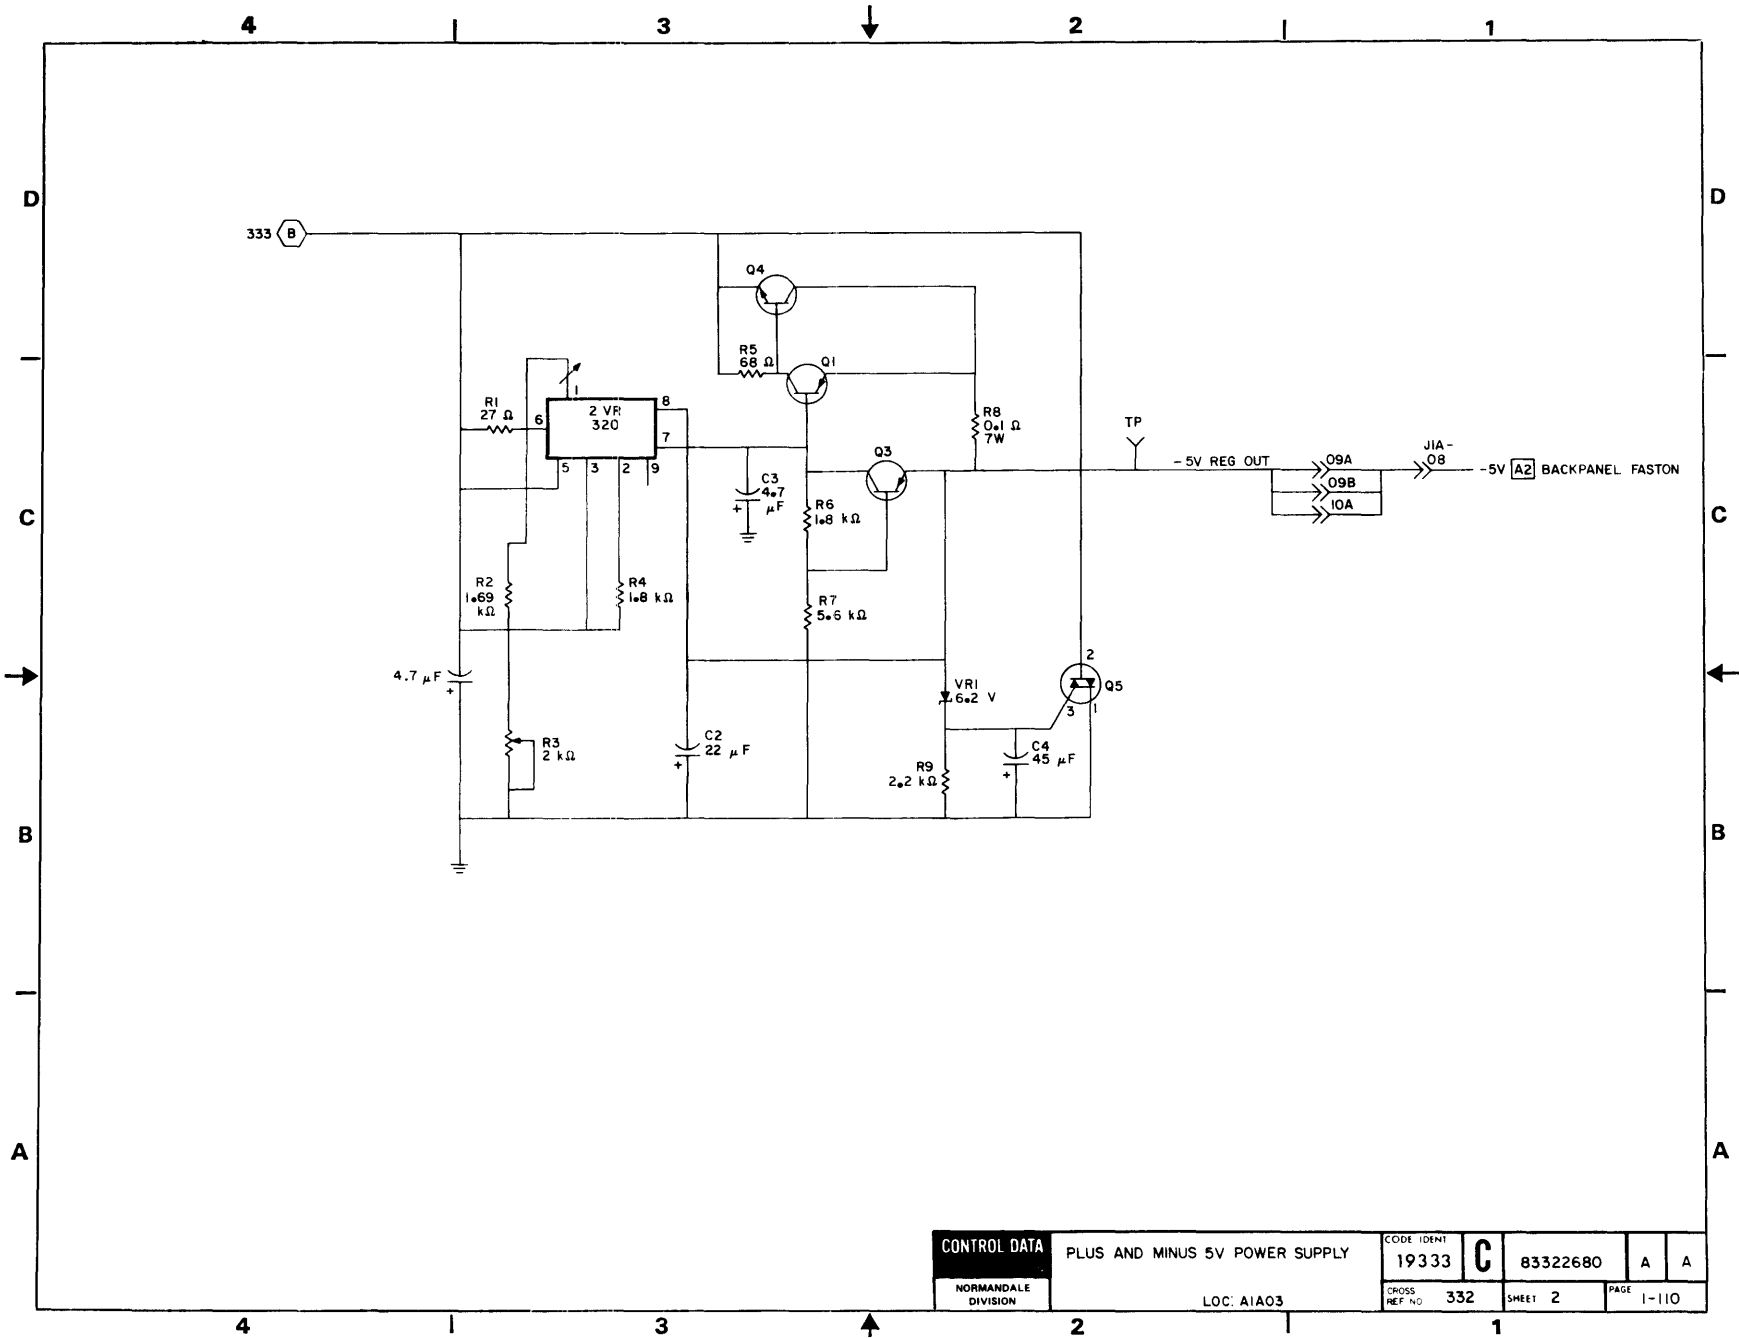 4 3 2 1
D D
333 B
Q4
R5
68 Ω
Q1
1
R1
27 Ω
6
2 VR
320
8
7
5 3 2 9
R8
0.1 Ω
7W
TP
Q3
-5V REG OUT
09A
09B
10A
J1A-
08
-5V A2 BACKPANEL FASTON
C3
4.7
μF
+
R6
1.8 kΩ
C C
R2
1.69
kΩ
R4
1.8 kΩ
R7
5.6 kΩ
4.7 μF
+
VR1
6.2 V
2
Q5
3 1
R3
2 kΩ
C2
22 μF
+
R9
2.2 kΩ
C4
45 μF
+
B B
A A
CONTROL DATA
NORMANDALE
DIVISION
PLUS AND MINUS 5V POWER SUPPLY
LOC: A1A03
CODE IDENT
19333
C
83322680
A A
CROSS
REF NO 332
SHEET 2
PAGE
1-110
4 3 2 1